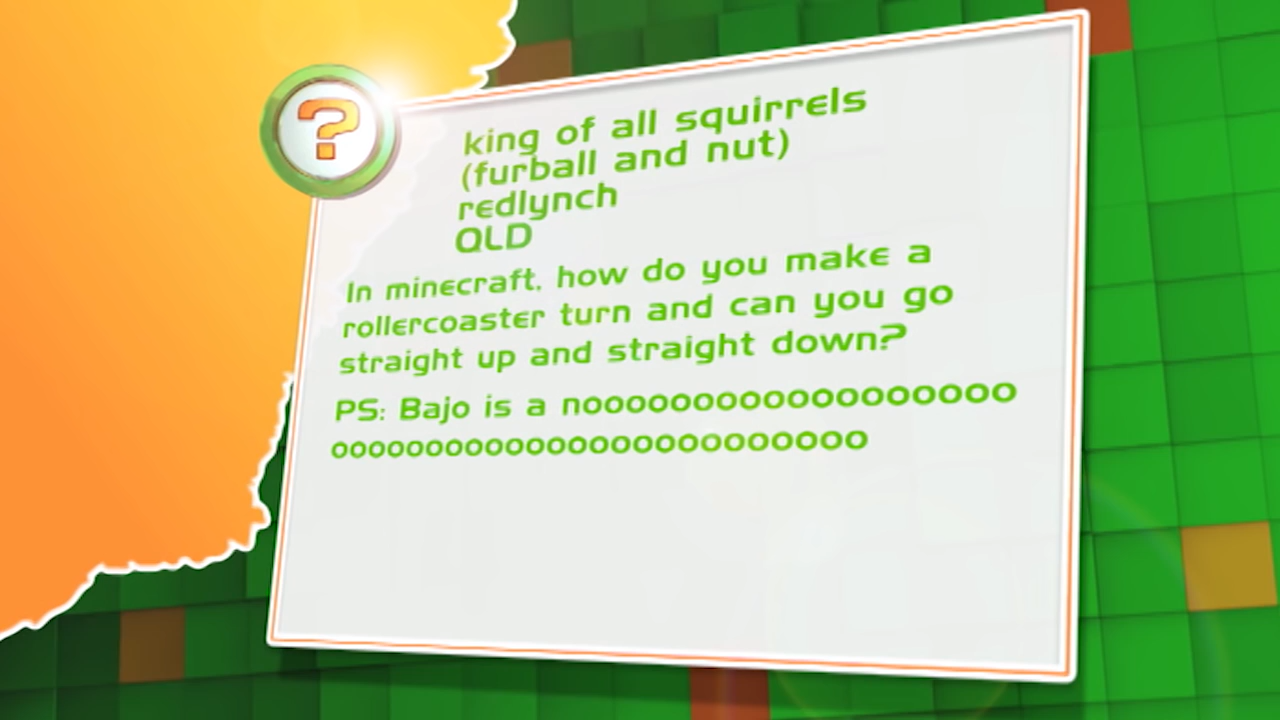 ?
king of all squirrels
(furball and nut)
redlynch
QLD
In minecraft, how do you make a
rollercoaster turn and can you go
straight up and straight down?
PS: Bajo is a nooooooooooooooooooo
oooooooooooooooooooooooooo